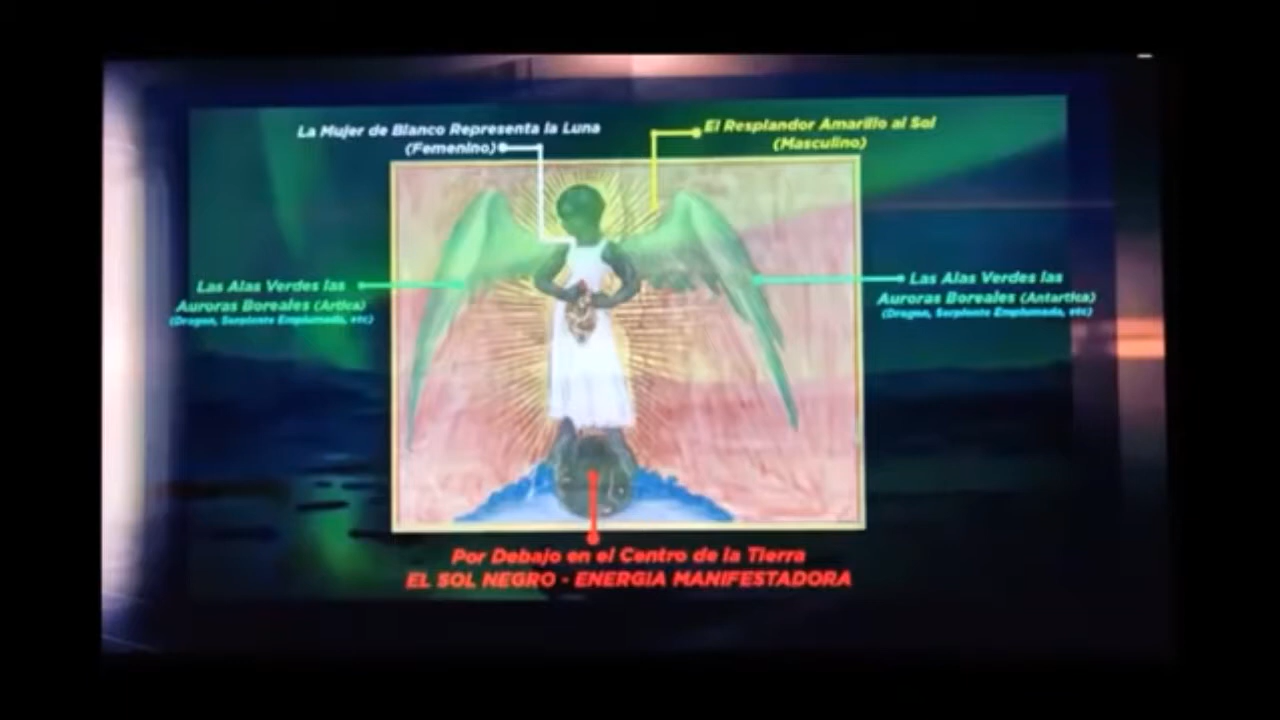 La Mujer de Blanco Representa la Luna
(Femenino)
El Resplandor Amarillo al Sol
(Masculino)
Las Alas Verdes las
Auroras Boreales (Artica)
(Dragon, Serpiente Emplumada, etc)
Las Alas Verdes las
Auroras Boreales (Antartica)
(Dragon, Serpiente Emplumada, etc)
Por Debajo en el Centro de la Tierra
EL SOL NEGRO - ENERGIA MANIFESTADORA